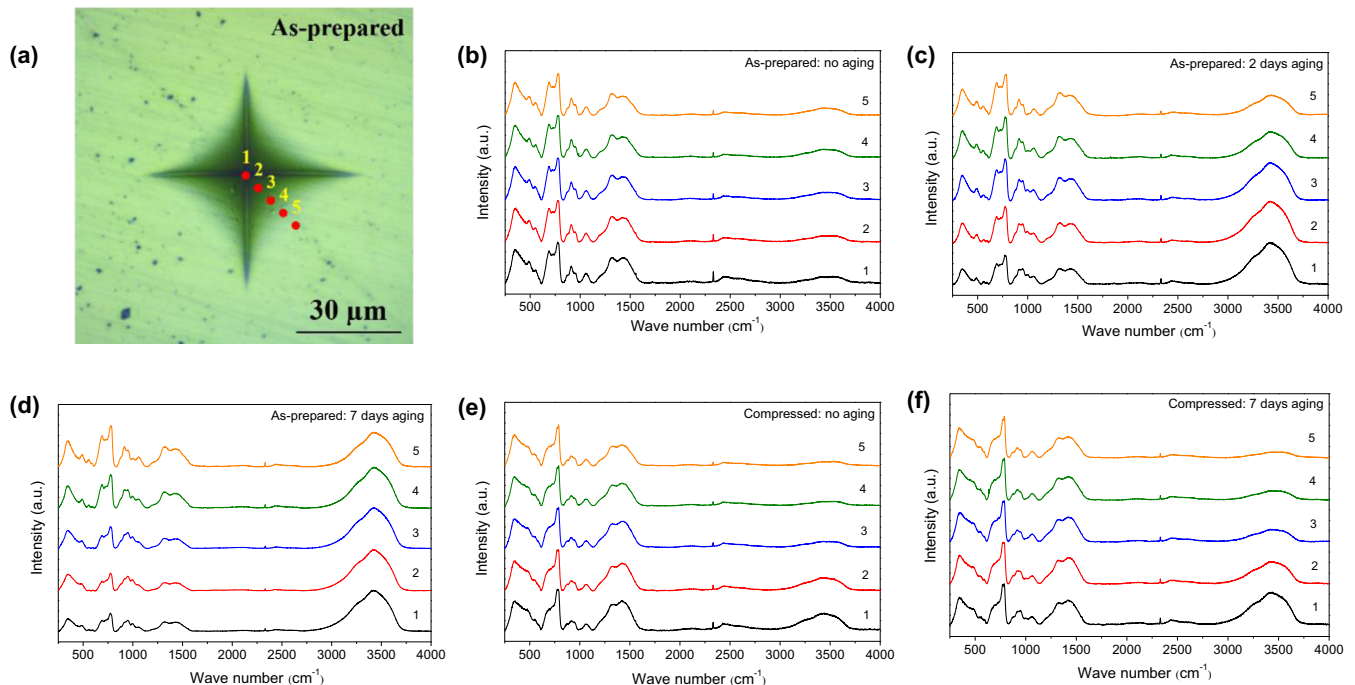 (a)
As-prepared
1
2
3
4
5
30 μm
(b)
As-prepared: no aging
5
4
3
2
1
Intensity (a.u.)
500 1000 1500 2000 2500 3000 3500 4000
Wave number (cm⁻¹)
(c)
As-prepared: 2 days aging
5
4
3
2
1
Intensity (a.u.)
500 1000 1500 2000 2500 3000 3500 4000
Wave number (cm⁻¹)
(d)
As-prepared: 7 days aging
5
4
3
2
1
Intensity (a.u.)
500 1000 1500 2000 2500 3000 3500 4000
Wave number (cm⁻¹)
(e)
Compressed: no aging
5
4
3
2
1
Intensity (a.u.)
500 1000 1500 2000 2500 3000 3500 4000
Wave number (cm⁻¹)
(f)
Compressed: 7 days aging
5
4
3
2
1
Intensity (a.u.)
500 1000 1500 2000 2500 3000 3500 4000
Wave number (cm⁻¹)